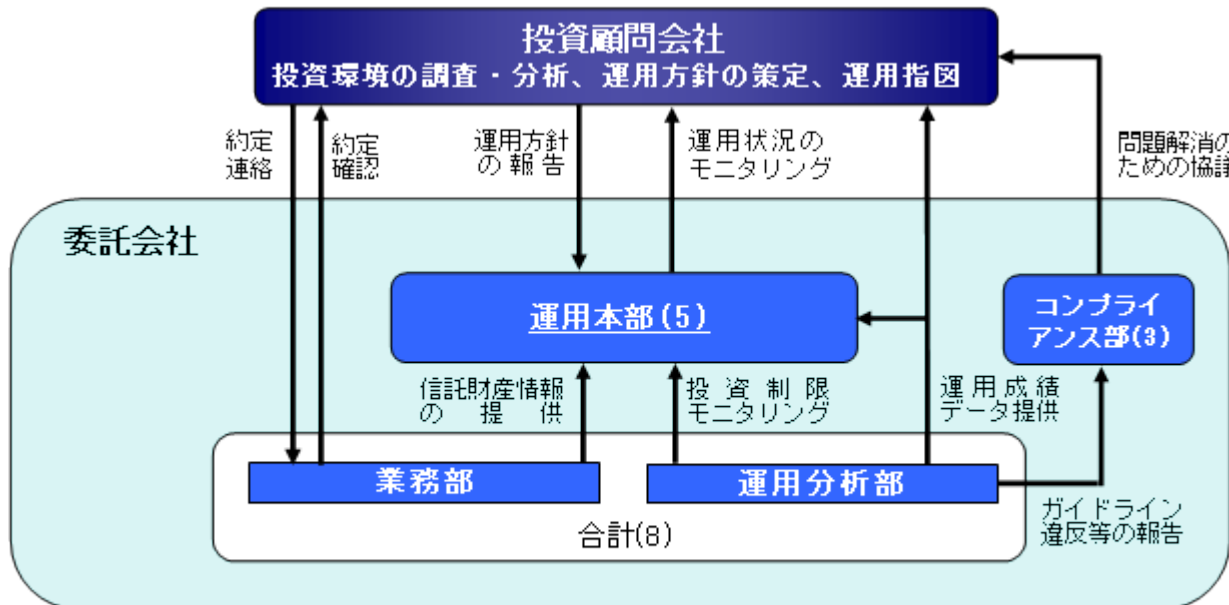 投資顧問会社
投資環境の調査・分析、運用方針の策定、運用指図
約定
連絡
約定
確認
運用方針
の報告
運用状況の
モニタリング
問題解消の
ための協議
委託会社
運用本部(5)
コンプライ
アンス部(3)
信託財産情報
の提供
投資制限
モニタリング
運用成績
データ提供
業務部
運用分析部
合計(8)
ガイドライン
違反等の報告